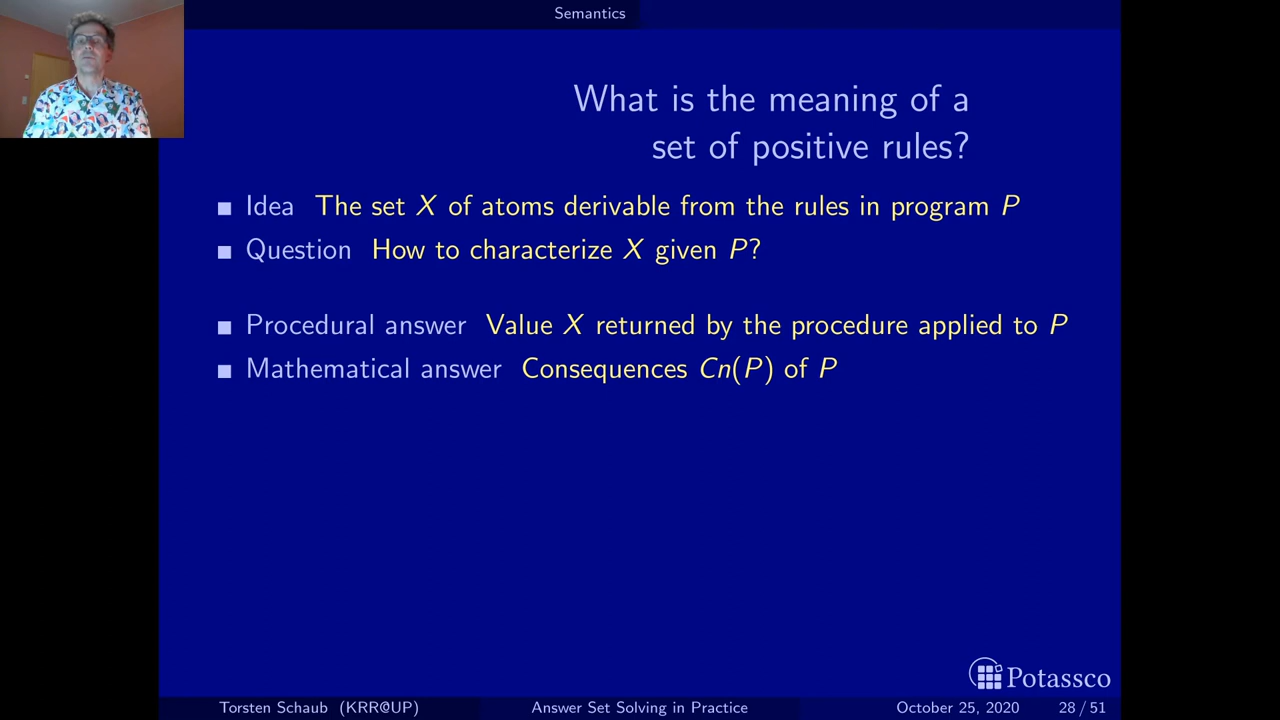 Semantics
What is the meaning of a
set of positive rules?
Idea The set X of atoms derivable from the rules in program P
Question How to characterize X given P?
Procedural answer Value X returned by the procedure applied to P
Mathematical answer Consequences Cn(P) of P
Potassco
Torsten Schaub (KRR@UP) Answer Set Solving in Practice October 25, 2020 28 / 51